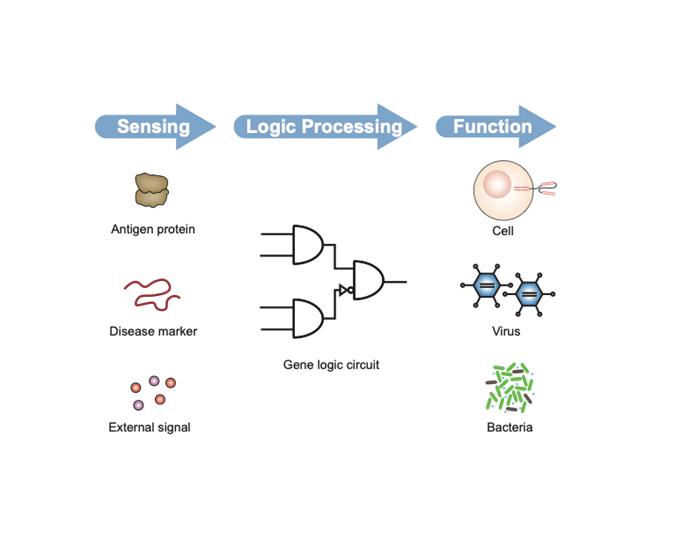 Sensing
Logic Processing
Function
Antigen protein
Cell
Disease marker
Virus
Gene logic circuit
External signal
Bacteria